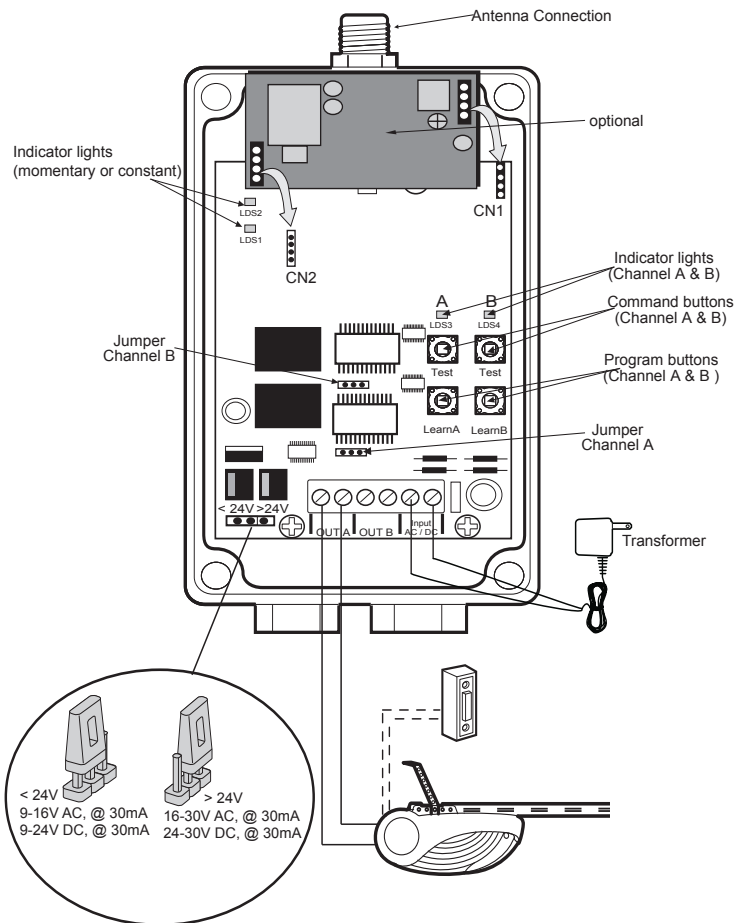 Antenna Connection
optional
Indicator lights
(momentary or constant)
LDS2
LDS1
CN1
CN2
Indicator lights
(Channel A & B)
A B
LDS3 LDS4
Command buttons
(Channel A & B)
Jumper
Channel B
Test Test
Program buttons
(Channel A & B )
LearnA LearnB
Jumper
Channel A
< 24V >24V
OUT A OUT B Input
AC / DC
Transformer
< 24V
9-16V AC, @ 30mA
9-24V DC, @ 30mA
> 24V
16-30V AC, @ 30mA
24-30V DC, @ 30mA